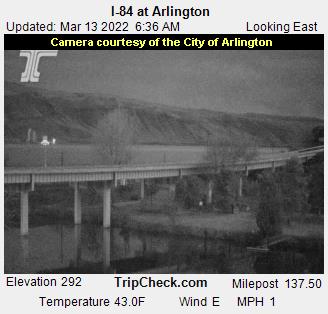 I-84 at Arlington
Updated: Mar 13 2022 6:36 AM Looking East
Camera courtesy of the City of Arlington
Elevation 292 TripCheck.com Milepost 137.50
Temperature 43.0F Wind E MPH 1